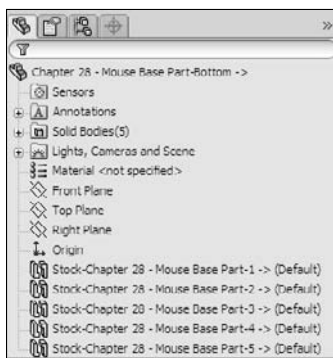 »
Chapter 28 - Mouse Base Part-Bottom ->
Sensors
A Annotations
Solid Bodies(5)
Lights, Cameras and Scene
Material <not specified>
Front Plane
Top Plane
Right Plane
Origin
Stock-Chapter 28 - Mouse Base Part-1 -> (Default)
Stock-Chapter 28 - Mouse Base Part-2 -> (Default)
Stock-Chapter 28 - Mouse Base Part-3 -> (Default)
Stock-Chapter 28 - Mouse Base Part-4 -> (Default)
Stock-Chapter 28 - Mouse Base Part-5 -> (Default)